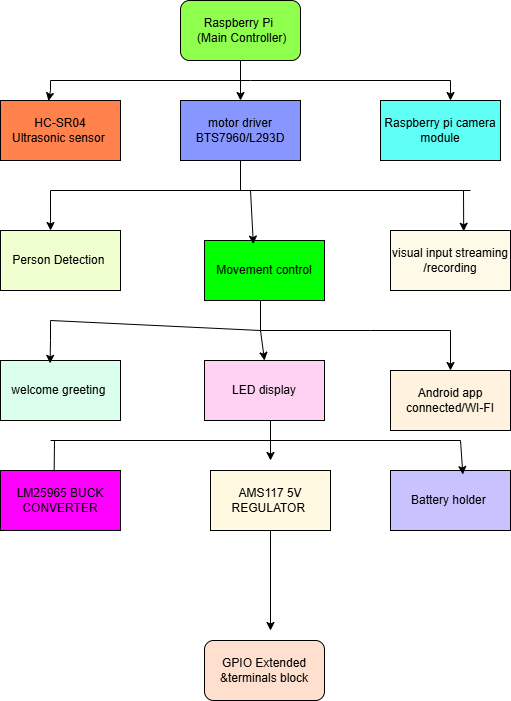 Raspberry Pi
(Main Controller)
HC-SR04
Ultrasonic sensor
motor driver
BTS7960/L293D
Raspberry pi camera
module
Person Detection
Movement control
visual input streaming
/recording
welcome greeting
LED display
Android app
connected/WI-FI
LM25965 BUCK
CONVERTER
AMS117 5V
REGULATOR
Battery holder
GPIO Extended
&terminals block